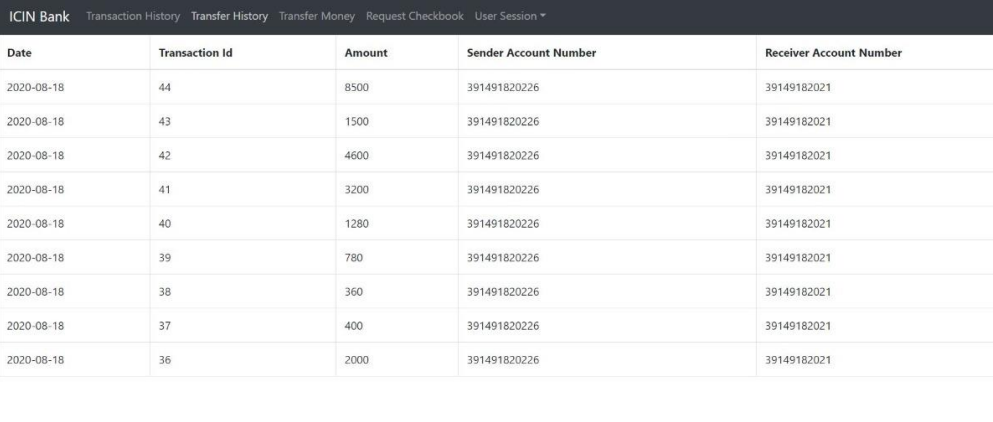 ICIN Bank Transaction History Transfer History Transfer Money Request Checkbook User Session
Date Transaction Id Amount Sender Account Number Receiver Account Number
2020-08-18 44 8500 391491820226 39149182021
2020-08-18 43 1500 391491820226 39149182021
2020-08-18 42 4600 391491820226 39149182021
2020-08-18 41 3200 391491820226 39149182021
2020-08-18 40 1280 391491820226 39149182021
2020-08-18 39 780 391491820226 39149182021
2020-08-18 38 360 391491820226 39149182021
2020-08-18 37 400 391491820226 39149182021
2020-08-18 36 2000 391491820226 39149182021